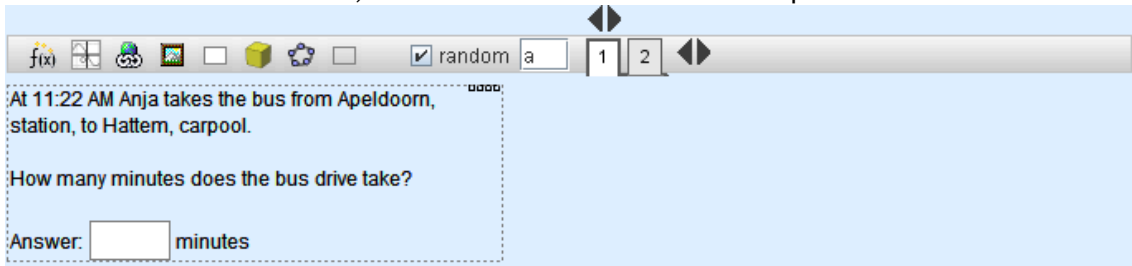 f(x) random a 1 2
At 11:22 AM Anja takes the bus from Apeldoorn,
station, to Hattem, carpool.
How many minutes does the bus drive take?
Answer: minutes